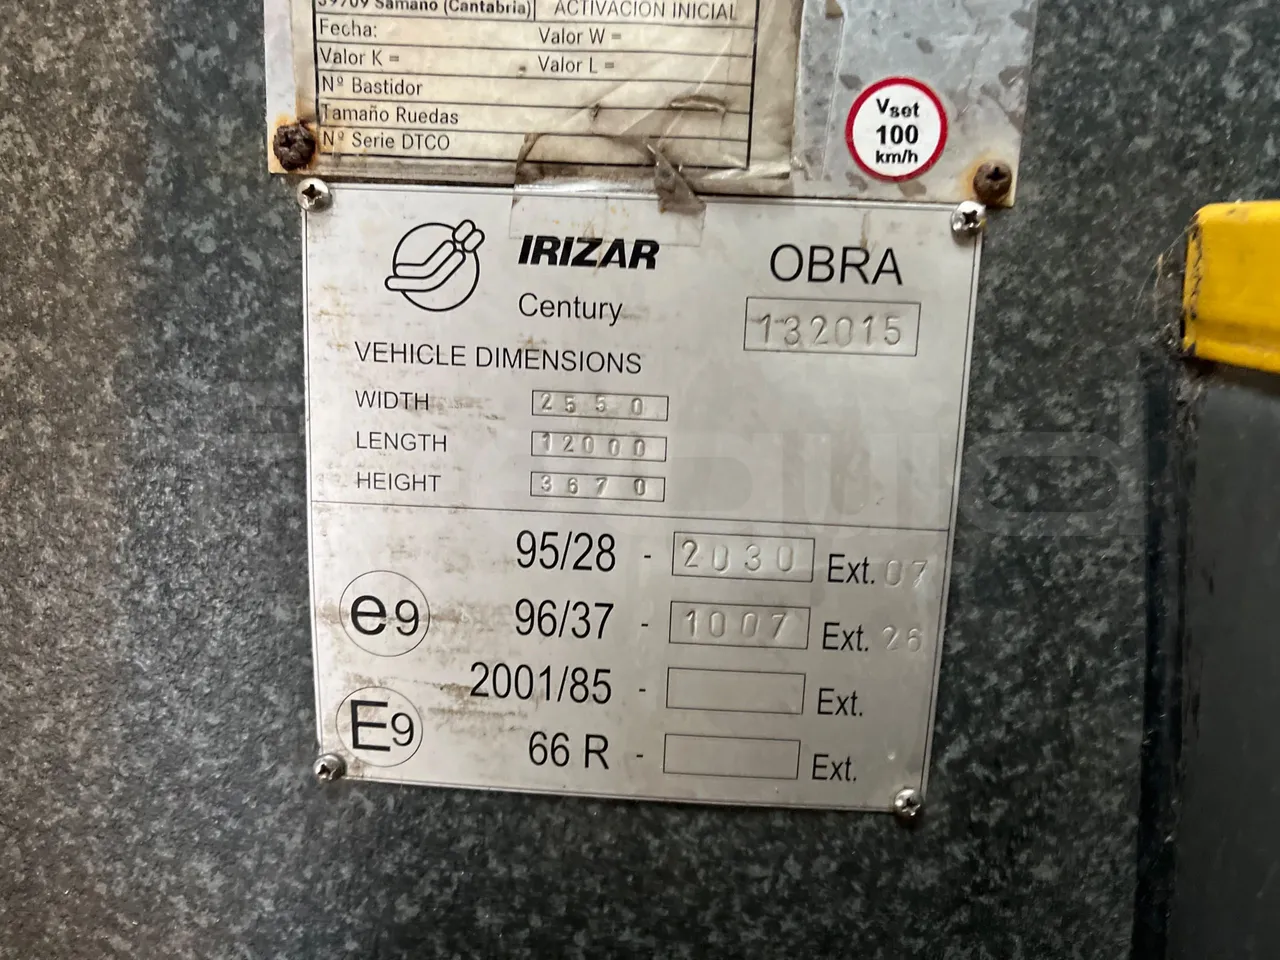 39709 Sámano (Cantabria) ACTIVACION INICIAL
Fecha: Valor W =
Valor K = Valor L =
Nº Bastidor
Tamaño Ruedas
Nº Serie DTCO
Vset
100
km/h
IRIZAR
Century
OBRA
132015
VEHICLE DIMENSIONS
WIDTH 2550
LENGTH 12000
HEIGHT 3670
95/28 - 2030 Ext. 07
e9 96/37 - 1007 Ext. 26
2001/85 - Ext.
E9 66 R - Ext.